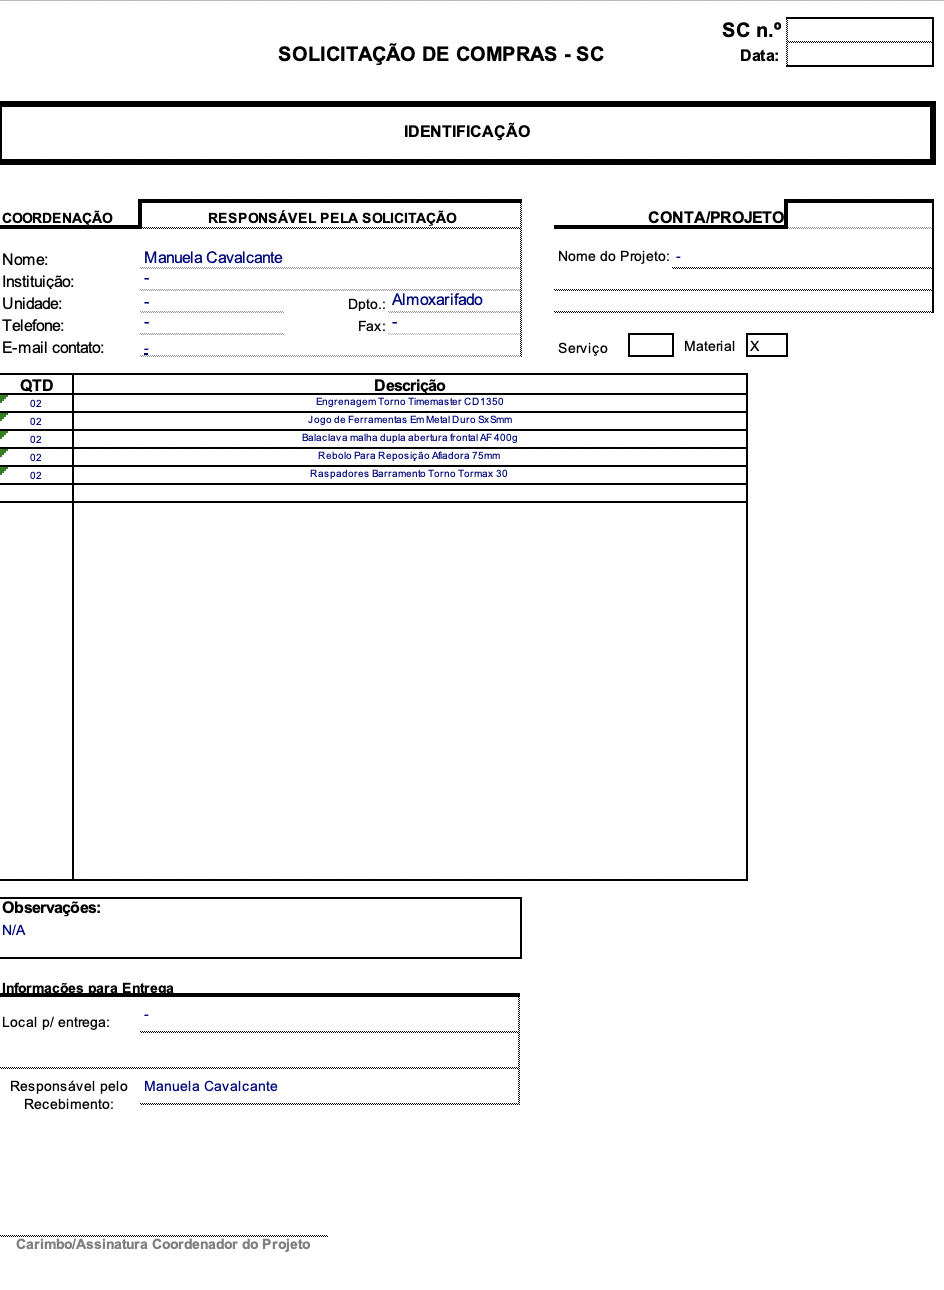 SC n.º
SOLICITAÇÃO DE COMPRAS - SC
Data:
IDENTIFICAÇÃO
COORDENAÇÃO
RESPONSÁVEL PELA SOLICITAÇÃO
CONTA/PROJETO
Nome: Manuela Cavalcante
Nome do Projeto: -
Instituição: -
Unidade: - Dpto.: Almoxarifado
Telefone: - Fax: -
E-mail contato: -
Serviço Material X
QTD Descrição
02 Engrenagem Torno Timemaster CD1350
02 Jogo de Ferramentas Em Metal Duro SxSmm
02 Balaclava malha dupla abertura frontal AF 400g
02 Rebolo Para Reposição Afiadora 75mm
02 Raspadores Barramento Torno Tormax 30
Observações:
N/A
Informações para Entrega
Local p/ entrega: -
Responsável pelo Recebimento: Manuela Cavalcante
Carimbo/Assinatura Coordenador do Projeto